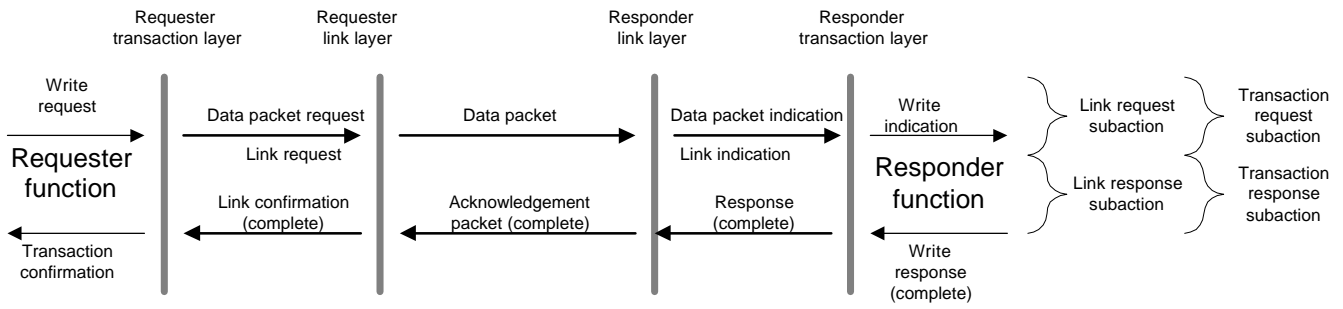 Requester
transaction layer
Requester
link layer
Responder
link layer
Responder
transaction layer
Write
request
Data packet request
Data packet
Data packet indication
Write
indication
Link request
subaction
Transaction
request
subaction
Requester
function
Link request
Link indication
Responder
function
Link confirmation
(complete)
Acknowledgement
packet (complete)
Response
(complete)
Link response
subaction
Transaction
response
subaction
Transaction
confirmation
Write
response
(complete)